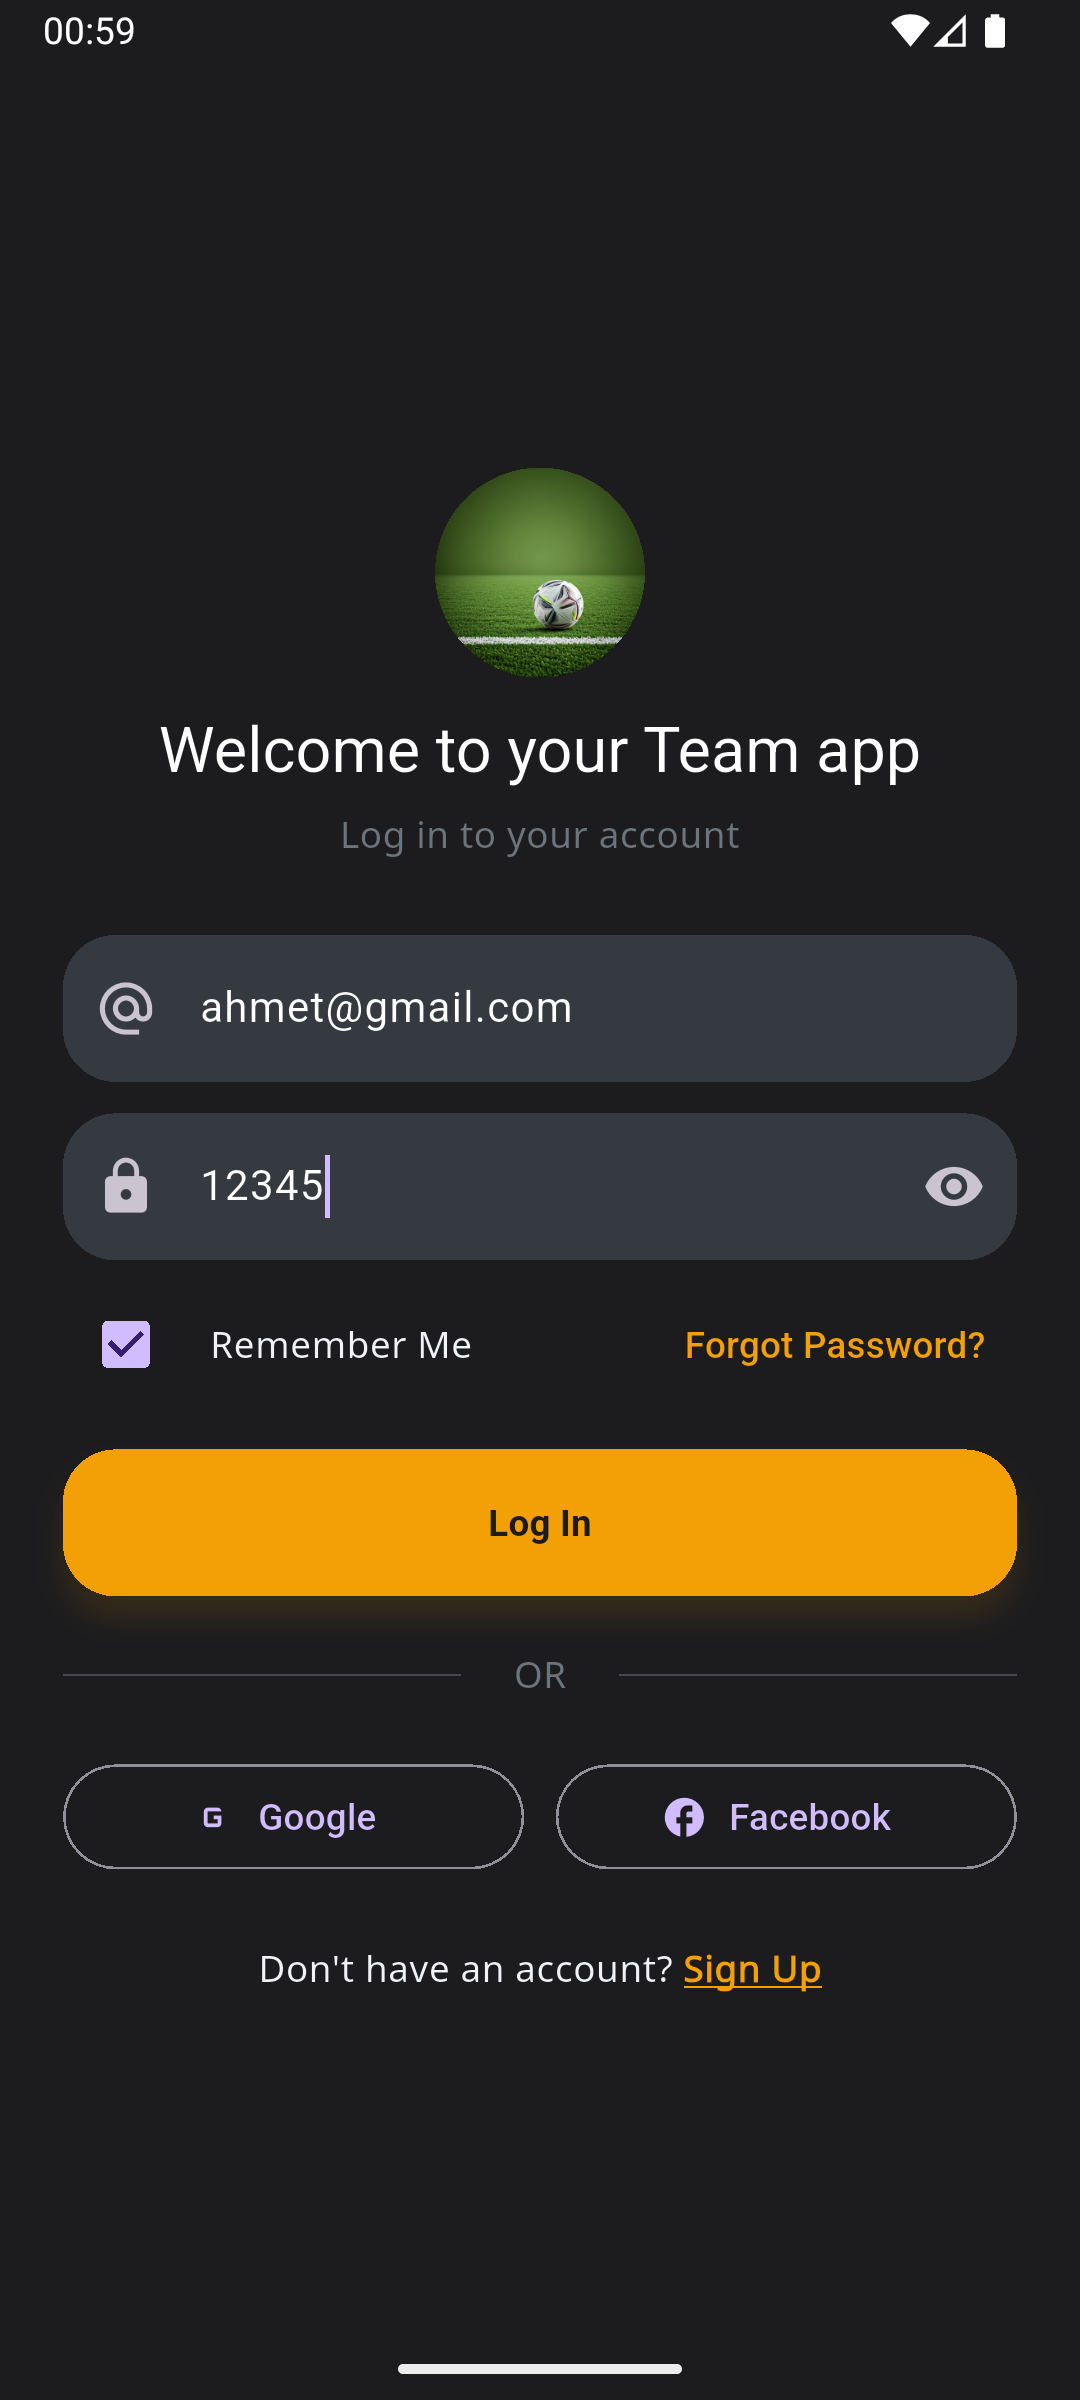 00:59
Welcome to your Team app
Log in to your account
ahmet@gmail.com
12345
Remember Me
Forgot Password?
Log In
OR
G Google
Facebook
Don't have an account? Sign Up